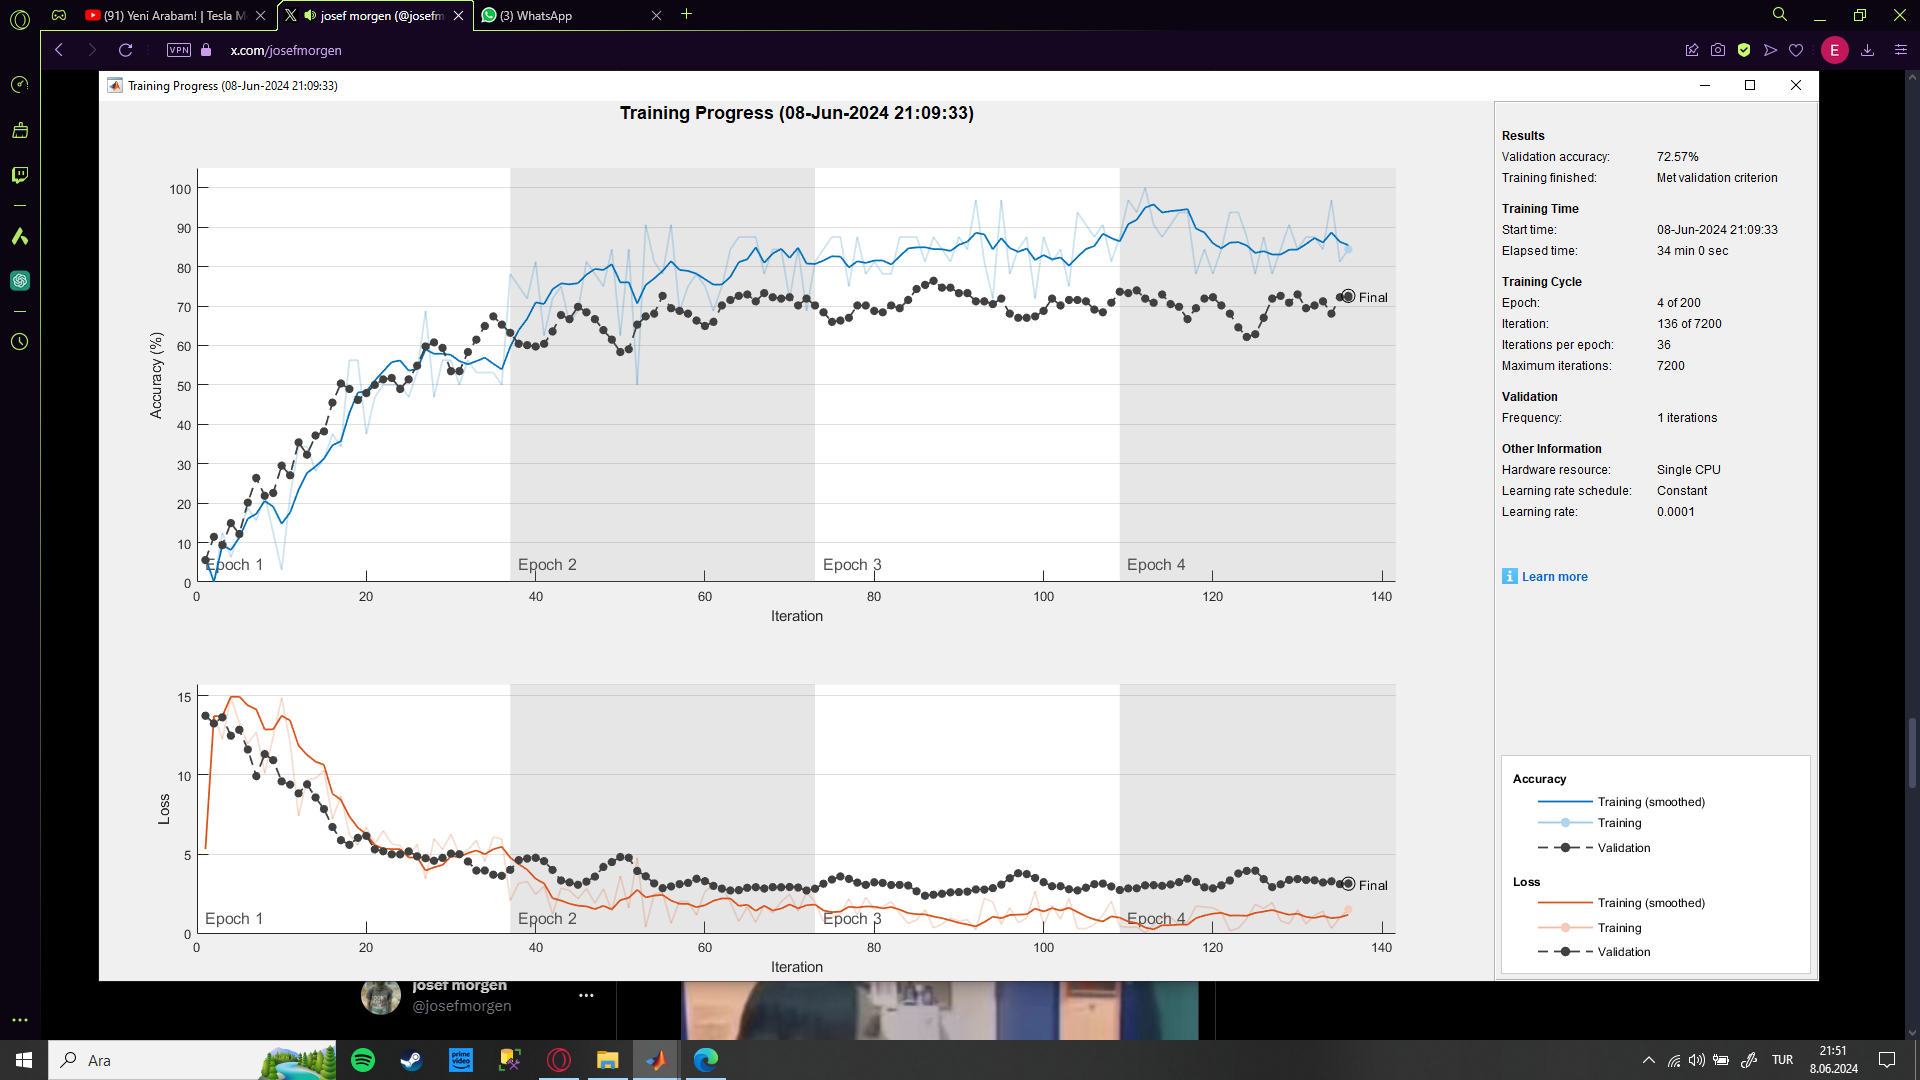 (91) Yeni Arabam! | Tesla M
josef morgen (@josefm
(3) WhatsApp
VPN
x.com/josefmorgen
E
Training Progress (08-Jun-2024 21:09:33)
Training Progress (08-Jun-2024 21:09:33)
100
90
80
70
60
50
40
30
20
10
0
Accuracy (%)
Final
Epoch 1
Epoch 2
Epoch 3
Epoch 4
0
20
40
60
80
100
120
140
Iteration
15
10
5
0
Loss
Final
Epoch 1
Epoch 2
Epoch 3
Epoch 4
0
20
40
60
80
100
120
140
Iteration
Results
Validation accuracy: 72.57%
Training finished: Met validation criterion
Training Time
Start time: 08-Jun-2024 21:09:33
Elapsed time: 34 min 0 sec
Training Cycle
Epoch: 4 of 200
Iteration: 136 of 7200
Iterations per epoch: 36
Maximum iterations: 7200
Validation
Frequency: 1 iterations
Other Information
Hardware resource: Single CPU
Learning rate schedule: Constant
Learning rate: 0.0001
i Learn more
Accuracy
Training (smoothed)
Training
Validation
Loss
Training (smoothed)
Training
Validation
josef morgen
@josefmorgen
Ara
prime video
TUR
21:51
8.06.2024